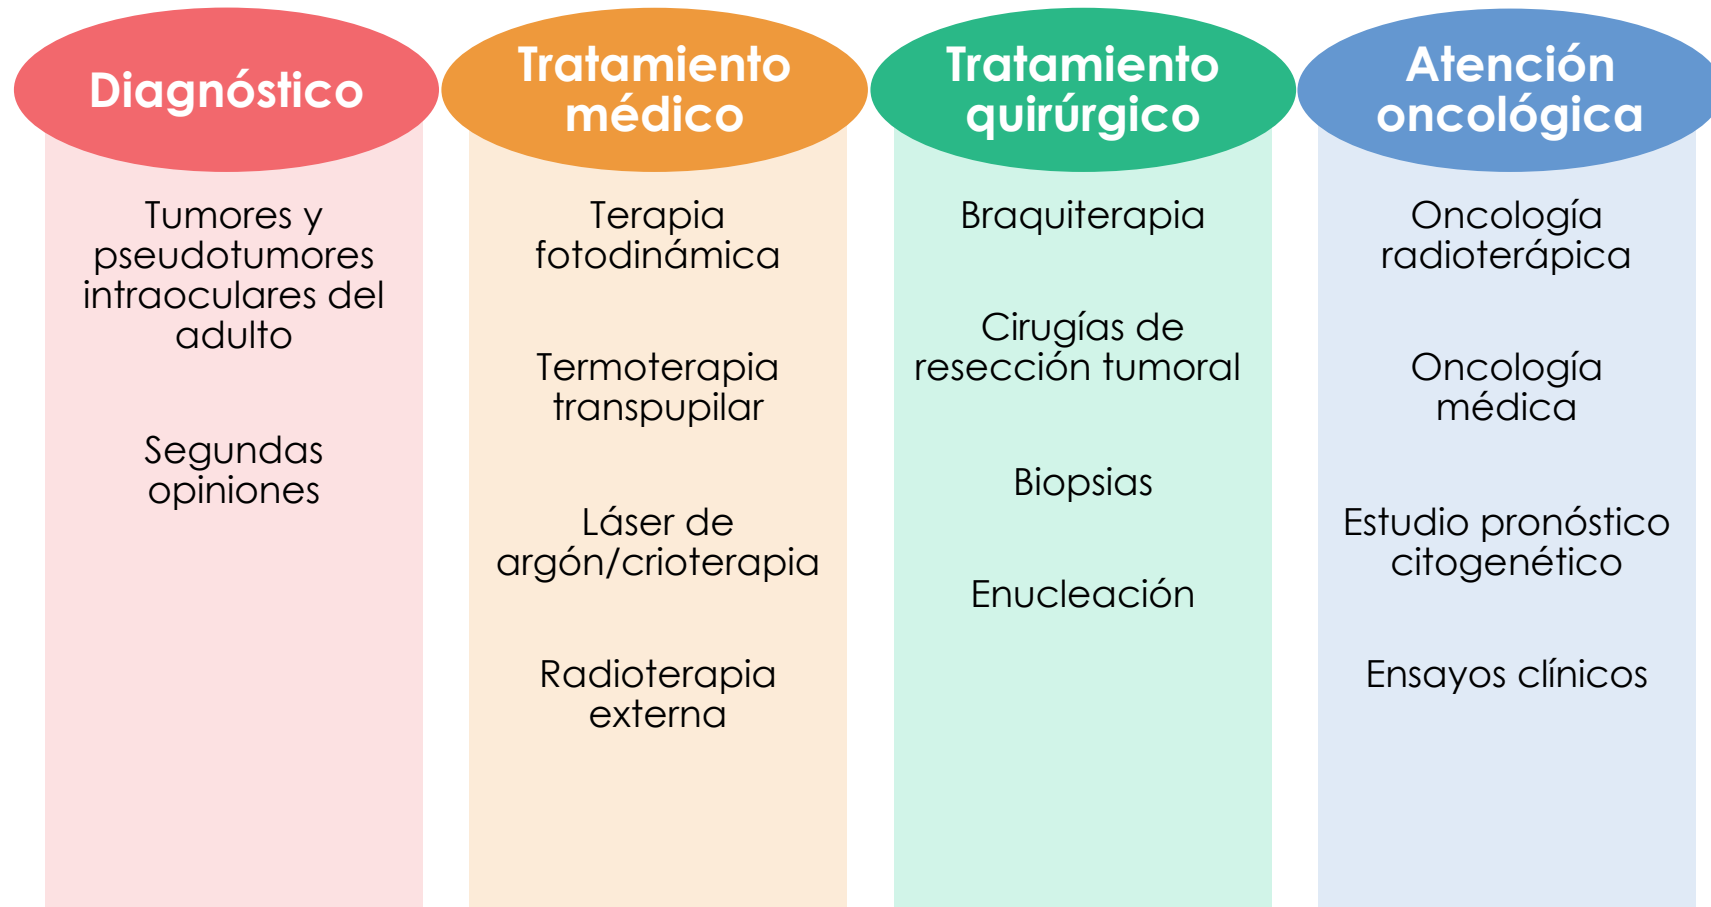 Diagnóstico
Tumores y
pseudotumores
intraoculares del
adulto
Segundas
opiniones
Tratamiento
médico
Terapia
fotodinámica
Termoterapia
transpupilar
Láser de
argón/crioterapia
Radioterapia
externa
Tratamiento
quirúrgico
Braquiterapia
Cirugías de
resección tumoral
Biopsias
Enucleación
Atención
oncológica
Oncología
radioterápica
Oncología
médica
Estudio pronóstico
citogenético
Ensayos clínicos